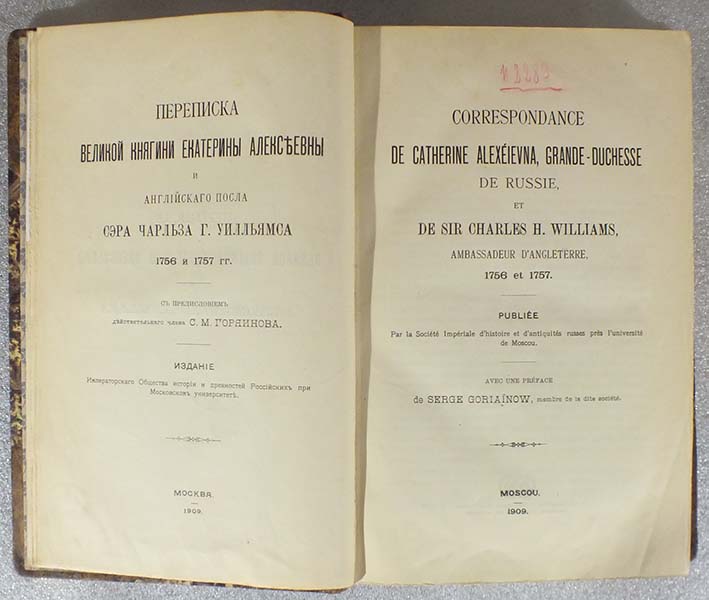 ПЕРЕПИСКА
ВЕЛИКОЙ КНЯГИНИ ЕКАТЕРИНЫ АЛЕКСѢЕВНЫ
И
АНГЛІЙСКАГО ПОСЛА
СЭРА ЧАРЛЬЗА Г. УИЛЛЬЯМСА
1756 и 1757 гг.
СЪ ПРЕДИСЛОВІЕМЪ
дѣйствительнаго члена С. М. ГОРЯИНОВА.
ИЗДАНІЕ
Императорскаго Общества исторіи и древностей Россійскихъ при
Московскомъ университетѣ.
МОСКВА.
1909.
№ 2283
CORRESPONDANCE
DE CATHERINE ALEXÉIEVNA, GRANDE-DUCHESSE
DE RUSSIE,
ET
DE SIR CHARLES H. WILLIAMS,
AMBASSADEUR D'ANGLETERRE,
1756 et 1757.
PUBLIÉE
Par la Société Impériale d'histoire et d'antiquités russes près l'université
de Moscou.
AVEC UNE PRÉFACE
de SERGE GORIAÏNOW, membre de la dite société.
MOSCOU.
1909.